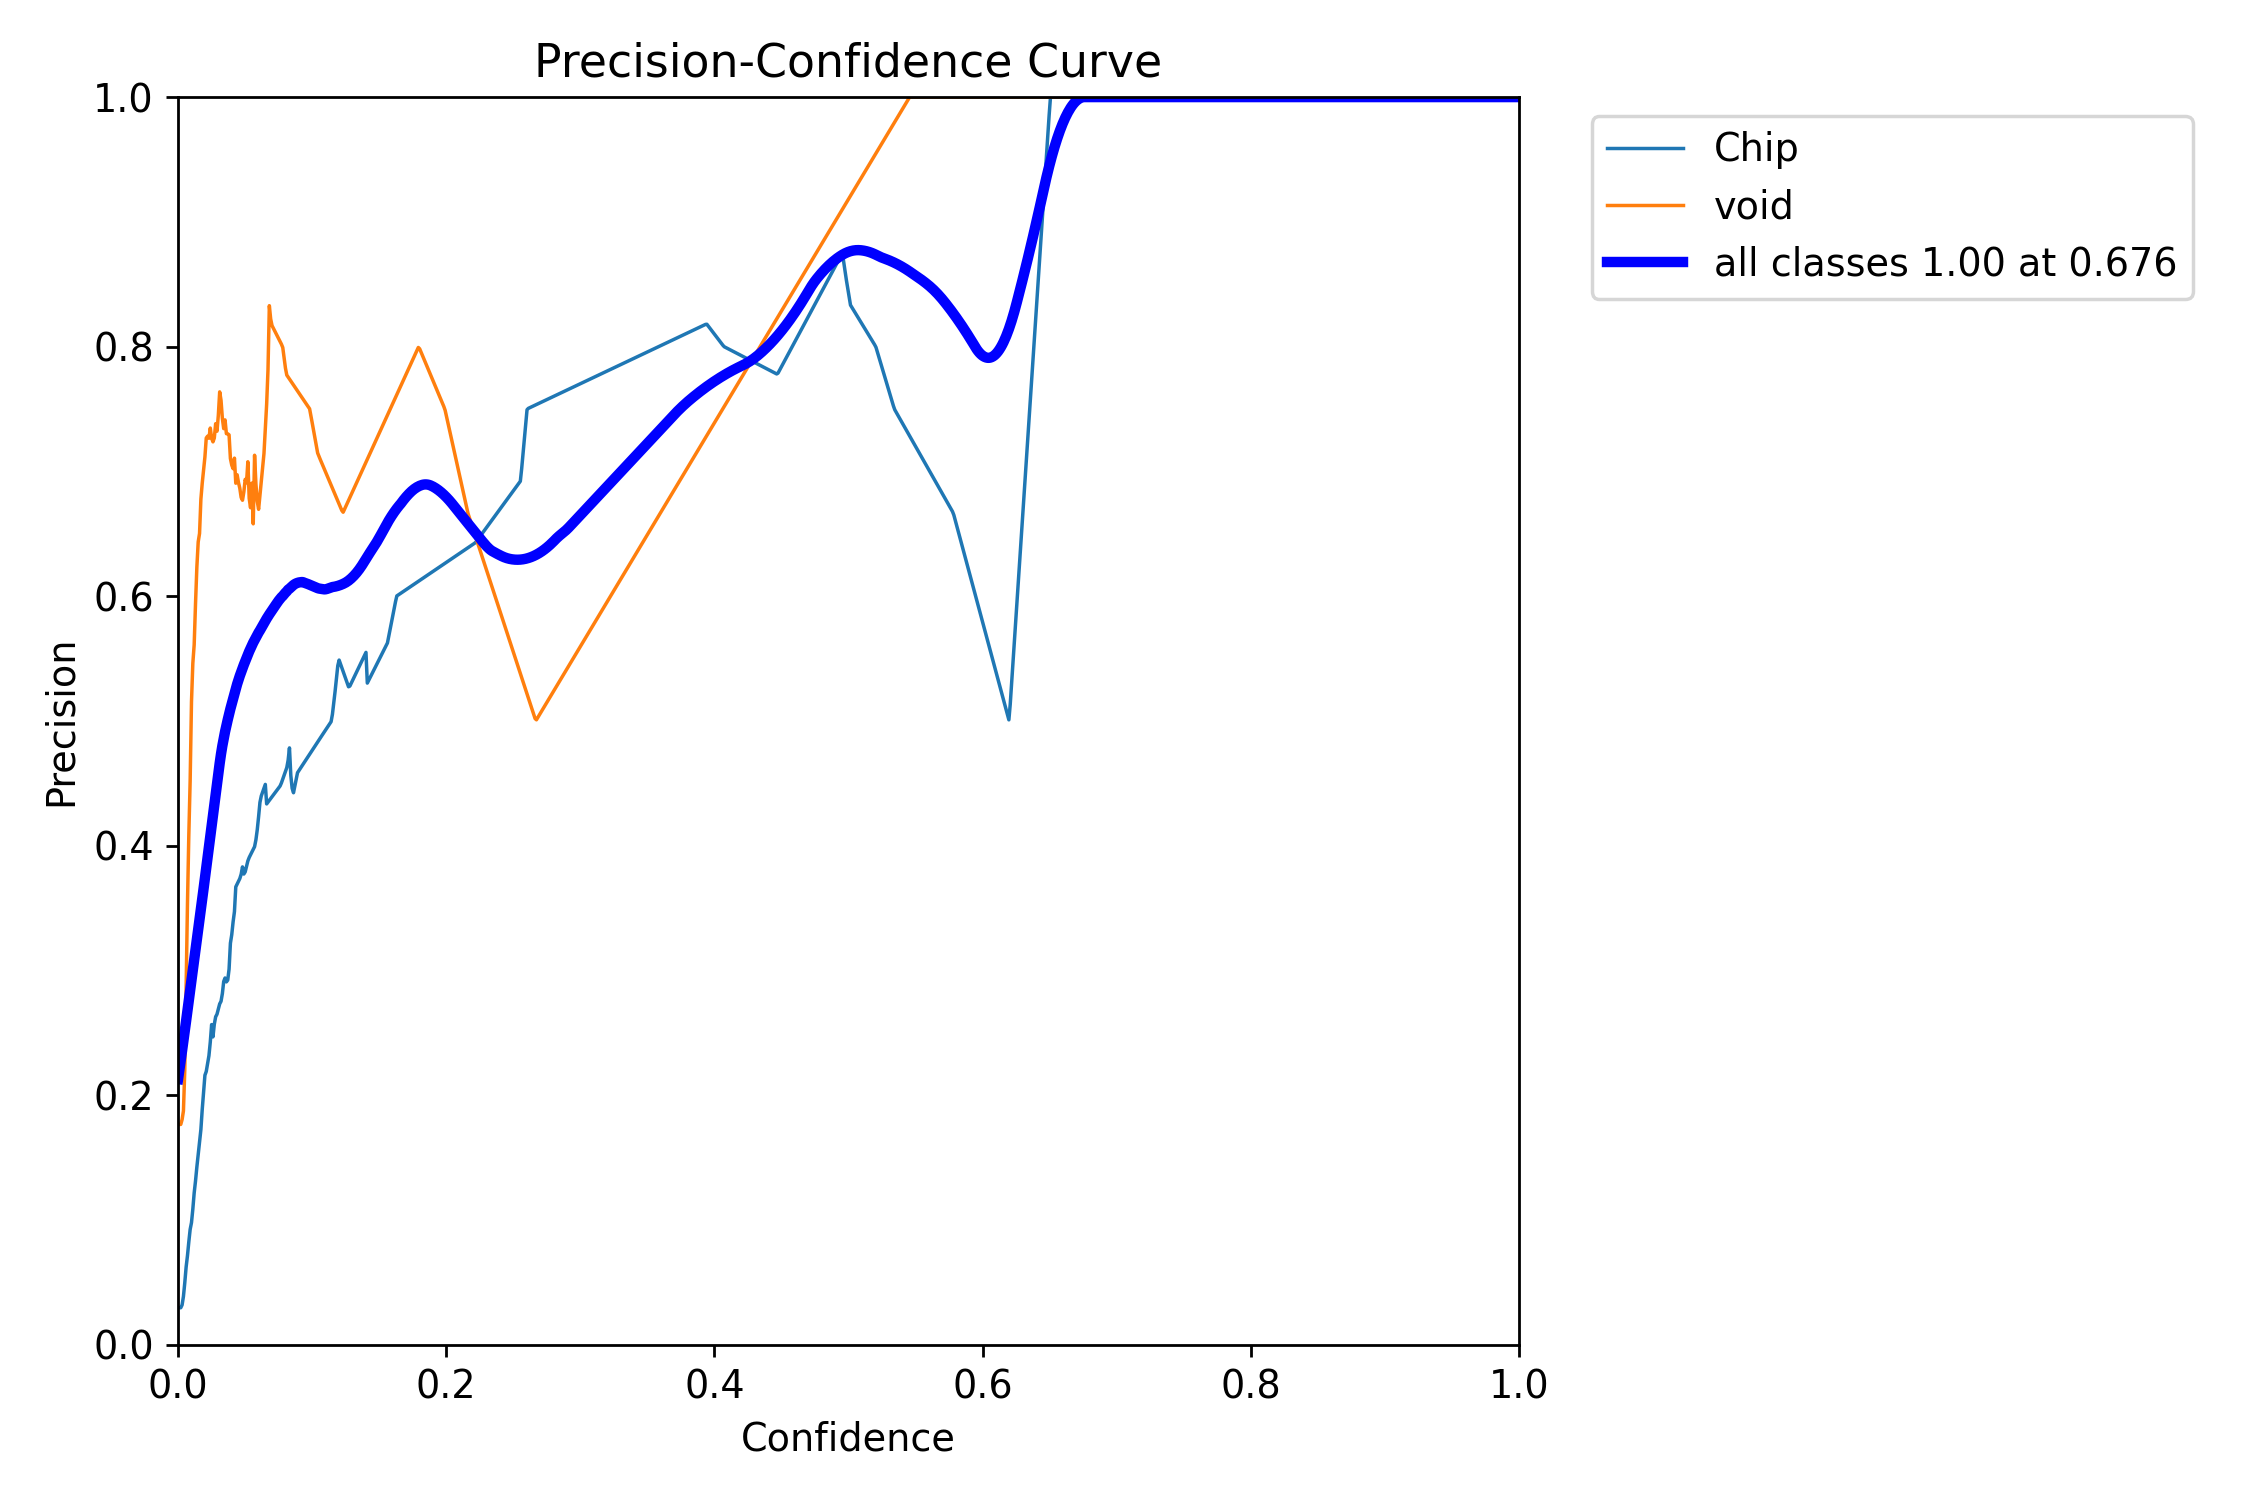 Precision-Confidence Curve
1.0
0.8
0.6
0.4
0.2
0.0
Precision
0.0 0.2 0.4 0.6 0.8 1.0
Confidence
Chip
void
all classes 1.00 at 0.676